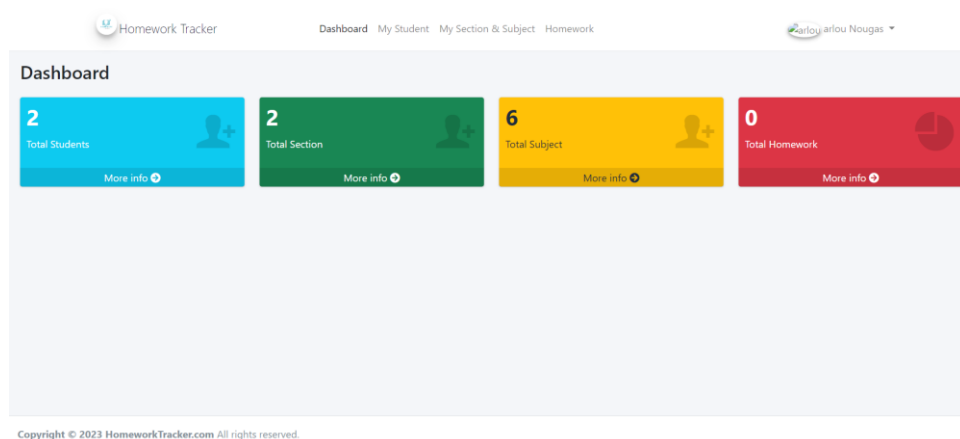 Homework Tracker
Dashboard My Student My Section & Subject Homework
arlou arlou Nougas
Dashboard
2
Total Students
More info
2
Total Section
More info
6
Total Subject
More info
0
Total Homework
More info
Copyright © 2023 HomeworkTracker.com All rights reserved.